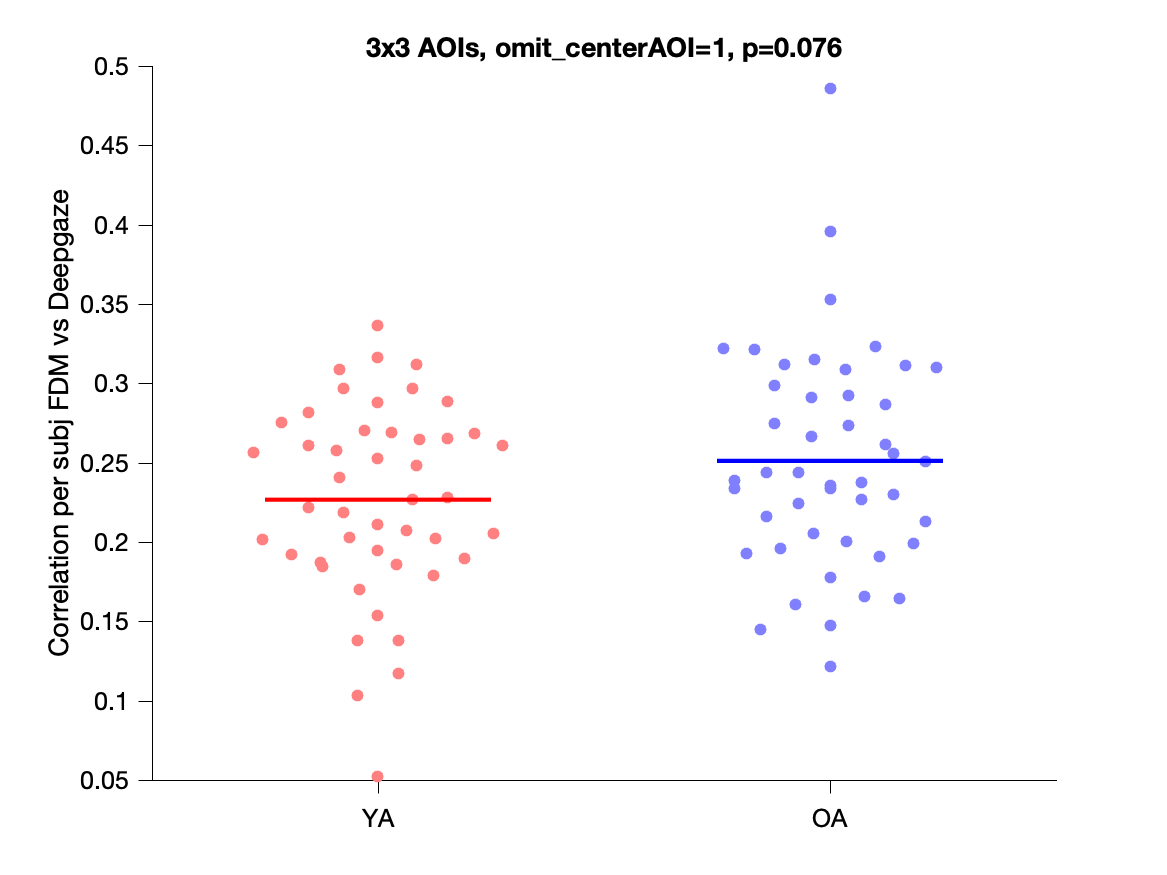 3x3 AOIs, omit_centerAOI=1, p=0.076
Correlation per subj FDM vs Deepgaze
0.5
0.45
0.4
0.35
0.3
0.25
0.2
0.15
0.1
0.05
YA
OA